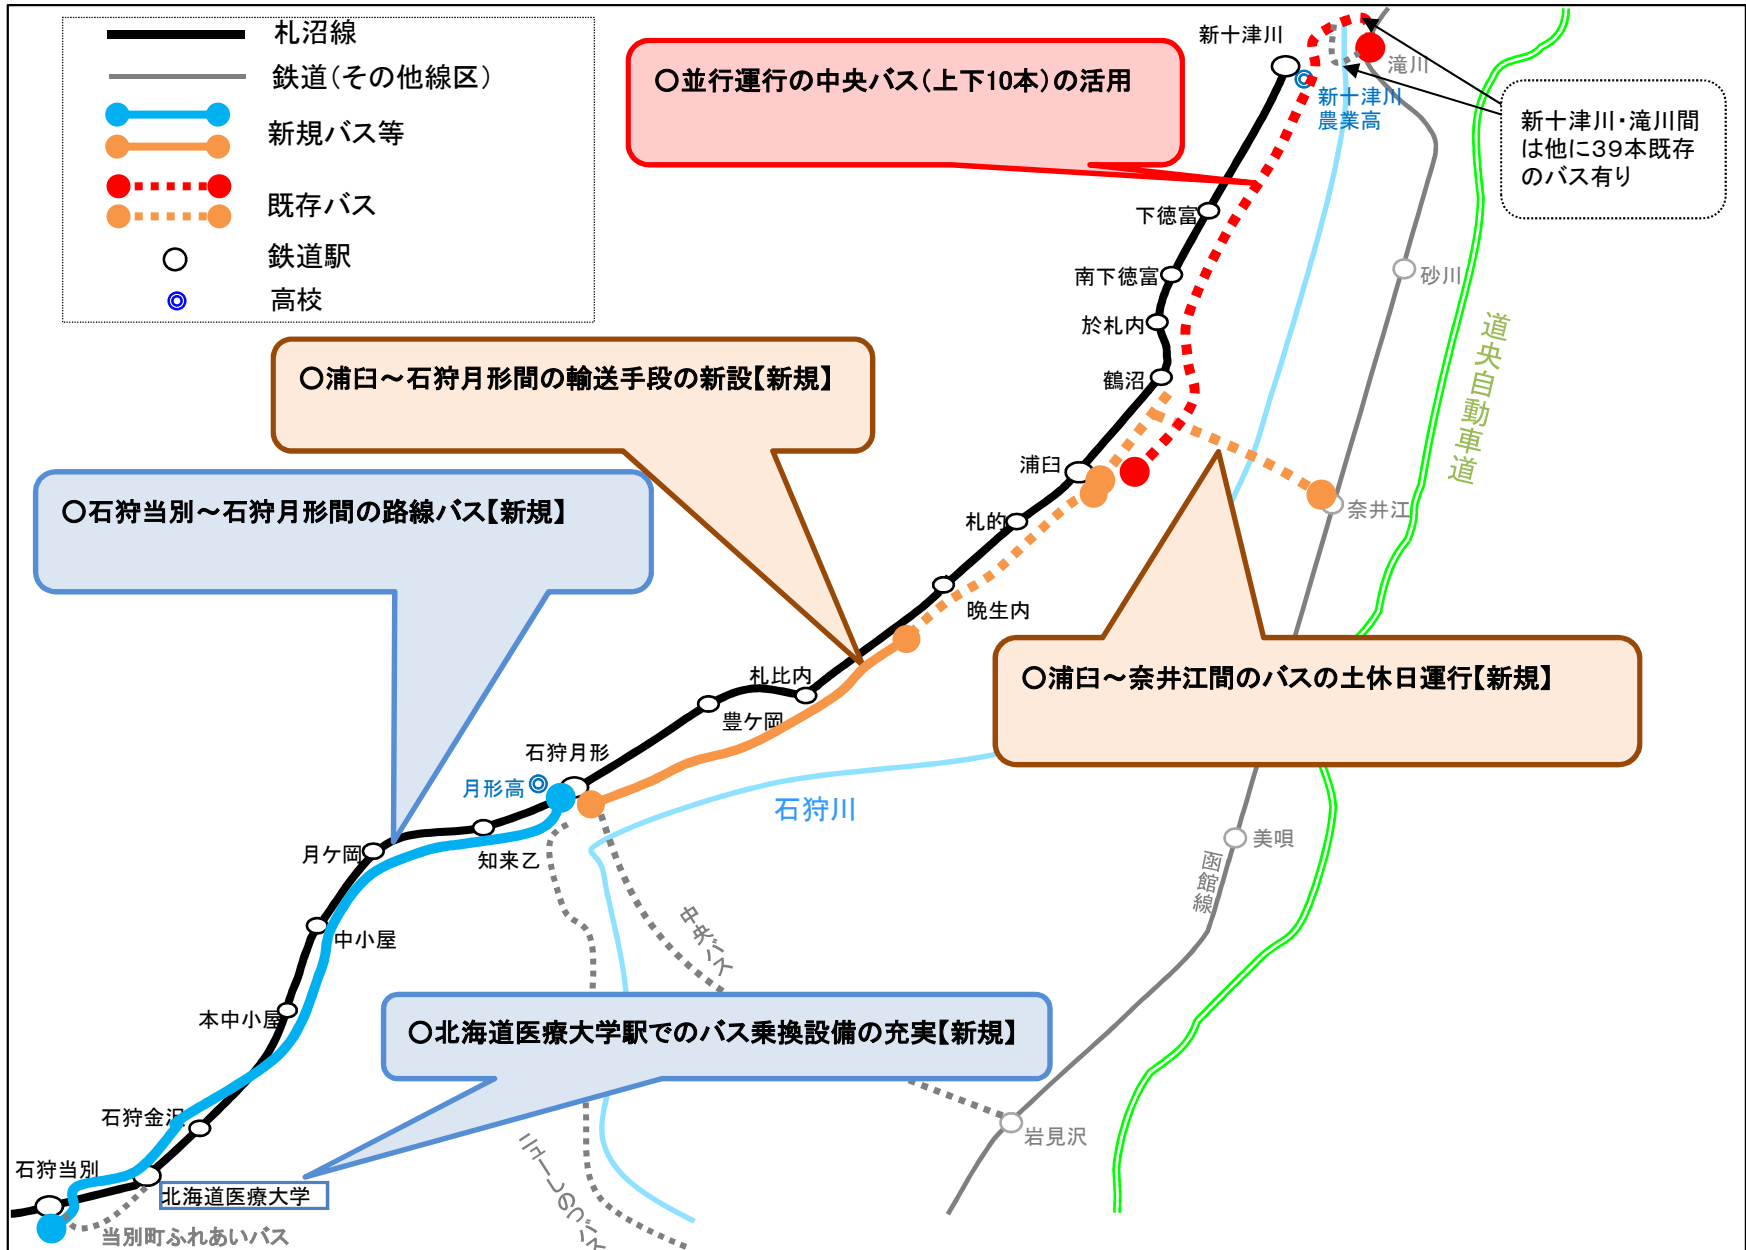 札沼線
鉄道(その他線区)
新規バス等
既存バス
鉄道駅
高校
○並行運行の中央バス(上下10本)の活用
新十津川
滝川
新十津川
農業高
新十津川・滝川間
は他に39本既存
のバス有り
下徳富
南下徳富
砂川
於札内
鶴沼
道央自動車道
○浦臼～石狩月形間の輸送手段の新設【新規】
浦臼
奈井江
○石狩当別～石狩月形間の路線バス【新規】
札的
晩生内
○浦臼～奈井江間のバスの土休日運行【新規】
札比内
豊ケ岡
石狩月形
月形高
石狩川
美唄
函館線
月ケ岡
知来乙
中央バス
中小屋
本中小屋
○北海道医療大学駅でのバス乗換設備の充実【新規】
石狩金沢
岩見沢
石狩当別
北海道医療大学
当別町ふれあいバス
ニューしのつバス